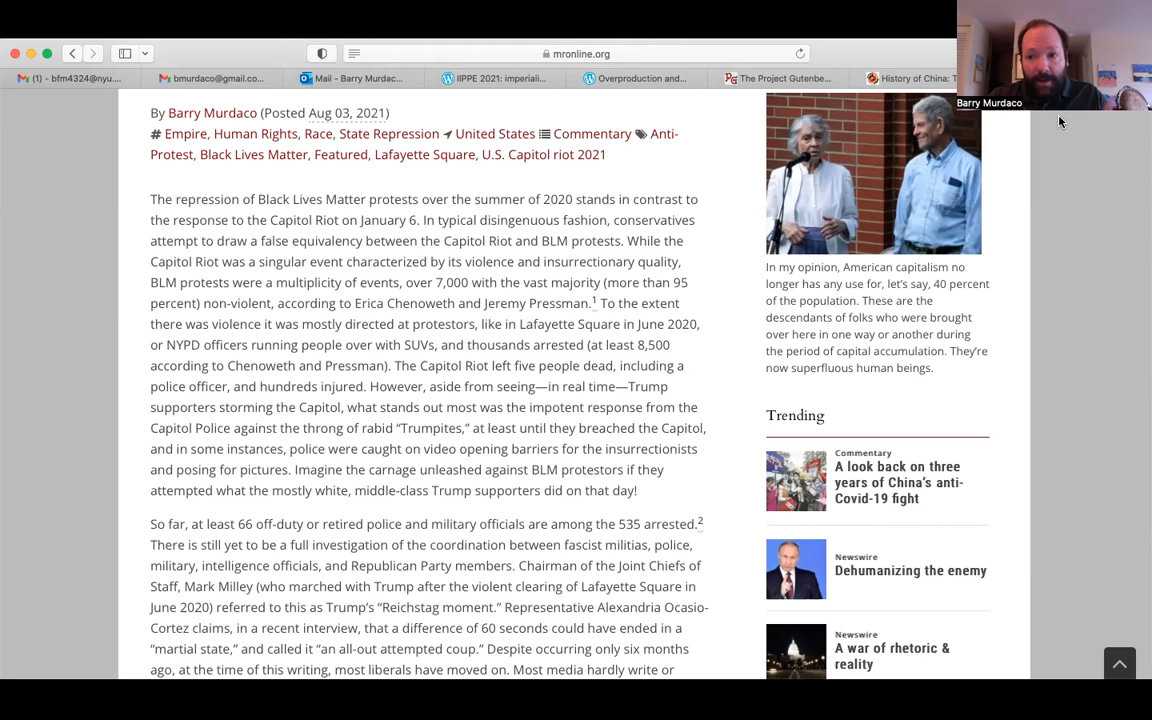 mronline.org
(1) - bfm4324@nyu....
bmurdaco@gmail.co...
Mail - Barry Murdac...
IIPPE 2021: imperiali...
Overproduction and...
The Project Gutenbe...
History of China: T
Barry Murdaco
By Barry Murdaco (Posted Aug 03, 2021)
# Empire, Human Rights, Race, State Repression United States Commentary Anti-
Protest, Black Lives Matter, Featured, Lafayette Square, U.S. Capitol riot 2021
The repression of Black Lives Matter protests over the summer of 2020 stands in contrast to
the response to the Capitol Riot on January 6. In typical disingenuous fashion, conservatives
attempt to draw a false equivalency between the Capitol Riot and BLM protests. While the
Capitol Riot was a singular event characterized by its violence and insurrectionary quality,
BLM protests were a multiplicity of events, over 7,000 with the vast majority (more than 95
percent) non-violent, according to Erica Chenoweth and Jeremy Pressman.1 To the extent
there was violence it was mostly directed at protestors, like in Lafayette Square in June 2020,
or NYPD officers running people over with SUVs, and thousands arrested (at least 8,500
according to Chenoweth and Pressman). The Capitol Riot left five people dead, including a
police officer, and hundreds injured. However, aside from seeing—in real time—Trump
supporters storming the Capitol, what stands out most was the impotent response from the
Capitol Police against the throng of rabid “Trumpites,” at least until they breached the Capitol,
and in some instances, police were caught on video opening barriers for the insurrectionists
and posing for pictures. Imagine the carnage unleashed against BLM protestors if they
attempted what the mostly white, middle-class Trump supporters did on that day!
So far, at least 66 off-duty or retired police and military officials are among the 535 arrested.2
There is still yet to be a full investigation of the coordination between fascist militias, police,
military, intelligence officials, and Republican Party members. Chairman of the Joint Chiefs of
Staff, Mark Milley (who marched with Trump after the violent clearing of Lafayette Square in
June 2020) referred to this as Trump’s “Reichstag moment.” Representative Alexandria Ocasio-
Cortez claims, in a recent interview, that a difference of 60 seconds could have ended in a
“martial state,” and called it “an all-out attempted coup.” Despite occurring only six months
ago, at the time of this writing, most liberals have moved on. Most media hardly write or
In my opinion, American capitalism no
longer has any use for, let’s say, 40 percent
of the population. These are the
descendants of folks who were brought
over here in one way or another during
the period of capital accumulation. They’re
now superfluous human beings.
Trending
Commentary
A look back on three
years of China’s anti-
Covid-19 fight
Newswire
Dehumanizing the enemy
Newswire
A war of rhetoric &
reality